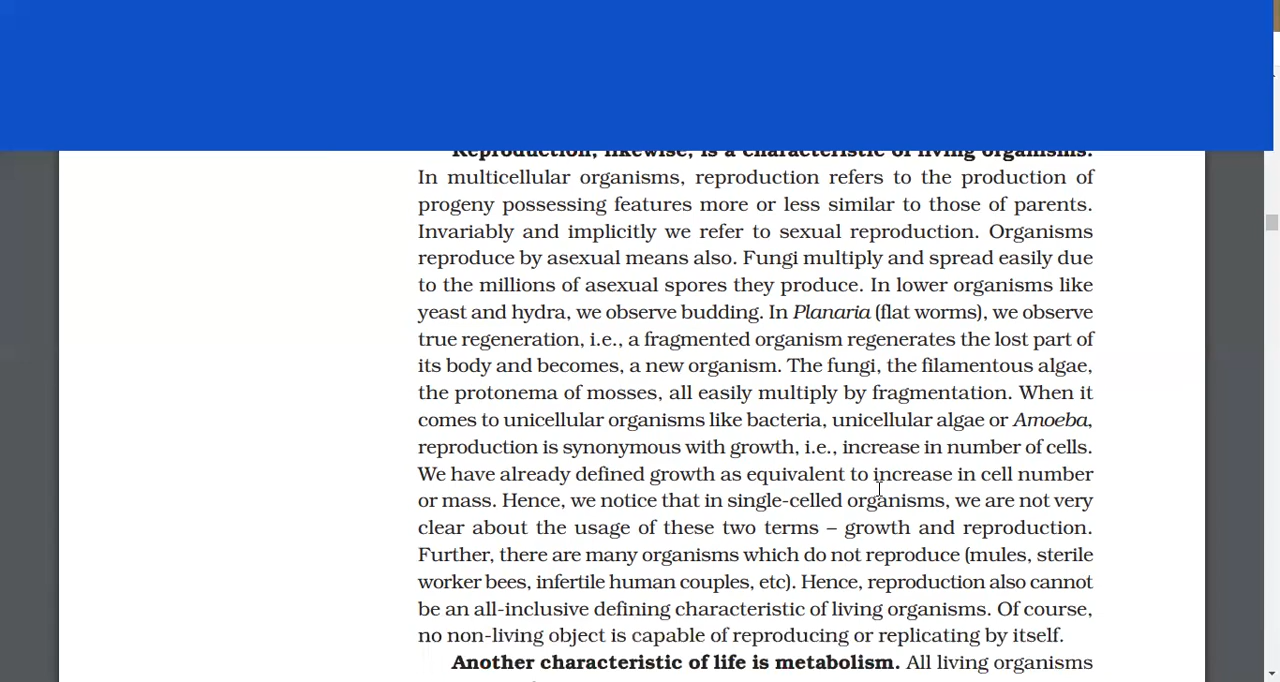 Reproduction, likewise, is a characteristic of living organisms.
In multicellular organisms, reproduction refers to the production of
progeny possessing features more or less similar to those of parents.
Invariably and implicitly we refer to sexual reproduction. Organisms
reproduce by asexual means also. Fungi multiply and spread easily due
to the millions of asexual spores they produce. In lower organisms like
yeast and hydra, we observe budding. In Planaria (flat worms), we observe
true regeneration, i.e., a fragmented organism regenerates the lost part of
its body and becomes, a new organism. The fungi, the filamentous algae,
the protonema of mosses, all easily multiply by fragmentation. When it
comes to unicellular organisms like bacteria, unicellular algae or Amoeba,
reproduction is synonymous with growth, i.e., increase in number of cells.
We have already defined growth as equivalent to increase in cell number
or mass. Hence, we notice that in single-celled organisms, we are not very
clear about the usage of these two terms – growth and reproduction.
Further, there are many organisms which do not reproduce (mules, sterile
worker bees, infertile human couples, etc). Hence, reproduction also cannot
be an all-inclusive defining characteristic of living organisms. Of course,
no non-living object is capable of reproducing or replicating by itself.
Another characteristic of life is metabolism. All living organisms